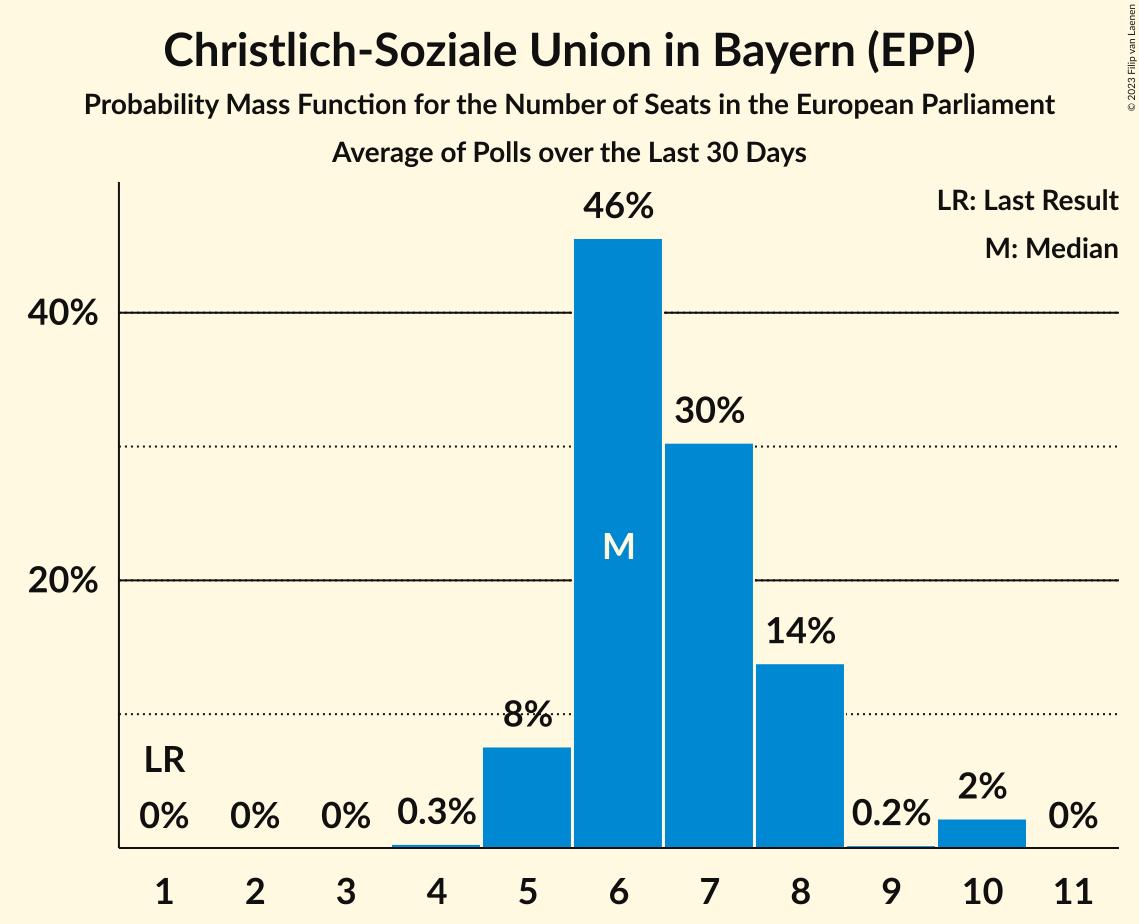 Christlich-Soziale Union in Bayern (EPP)
Probability Mass Function for the Number of Seats in the European Parliament
Average of Polls over the Last 30 Days
© 2023 Filip van Laenen
LR: Last Result
M: Median
46%
40%
30%
M
20%
14%
8%
LR
0% 0% 0% 0.3% 0.2% 2% 0%
1 2 3 4 5 6 7 8 9 10 11